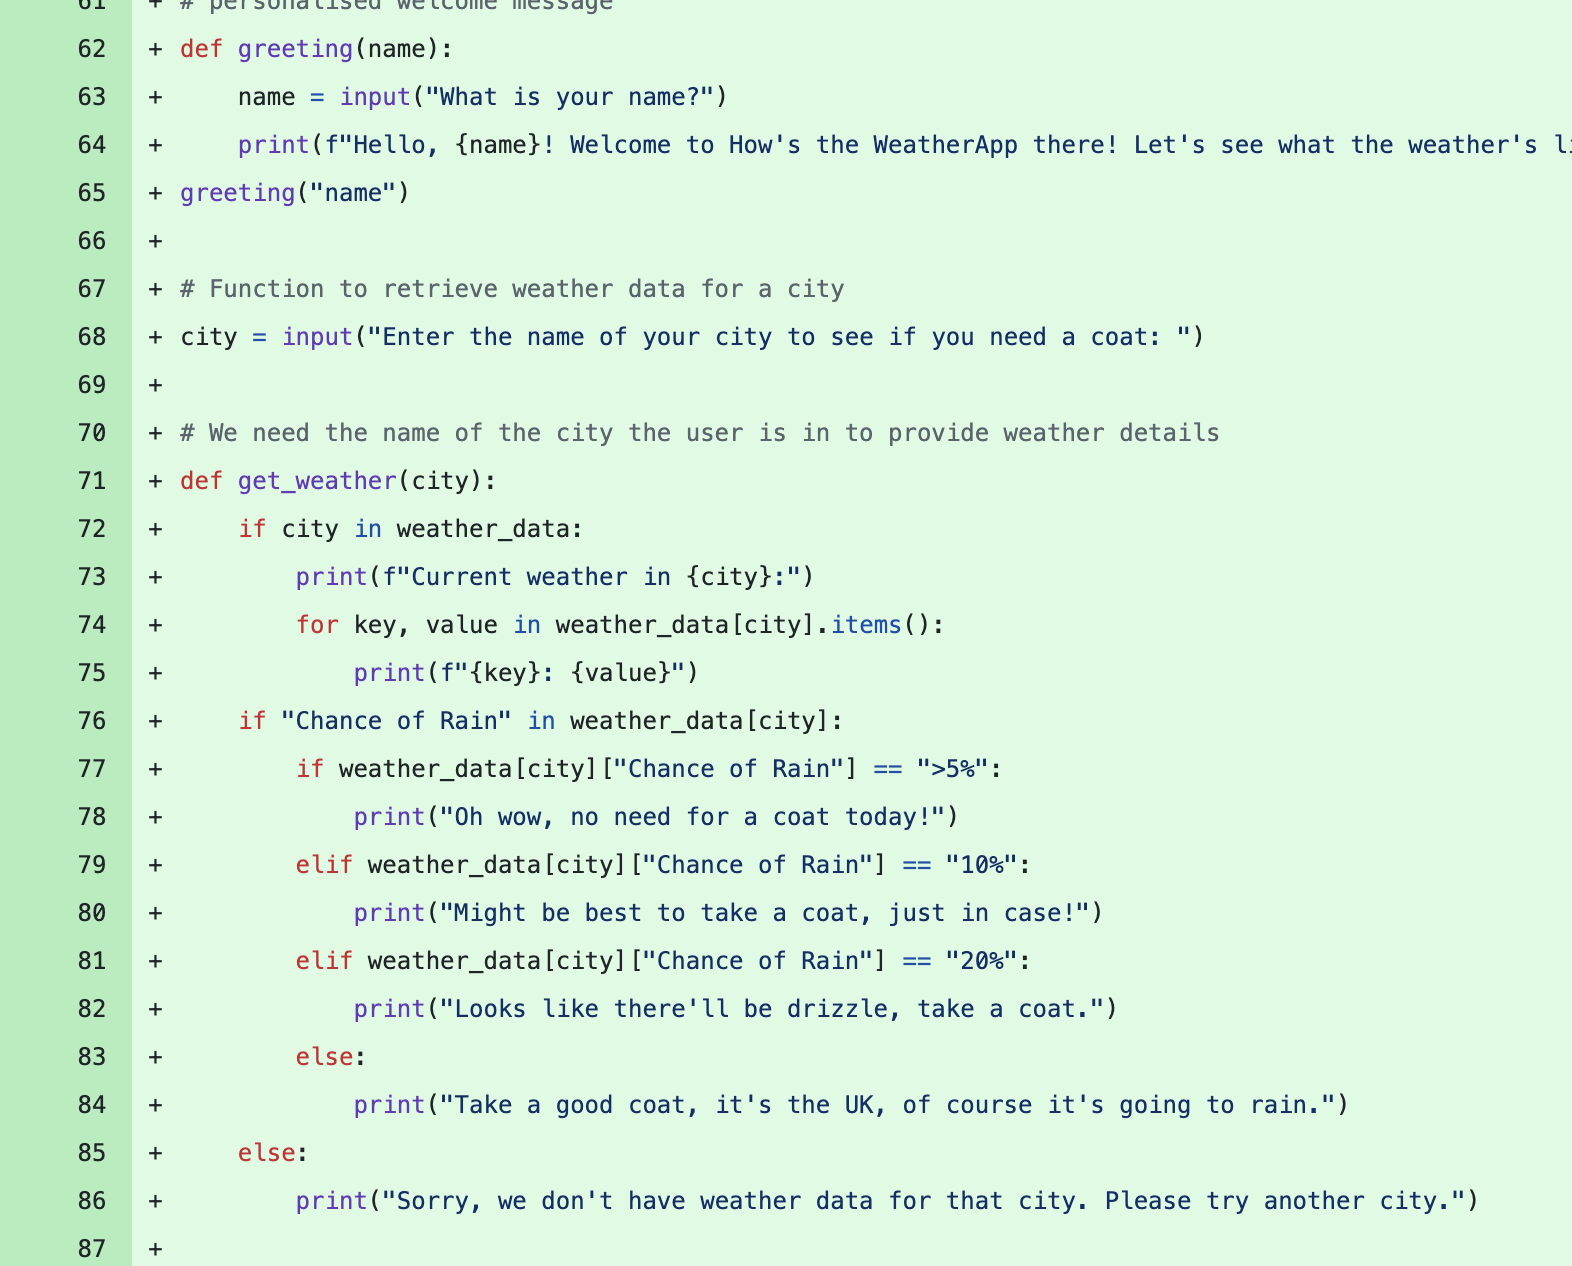 61 + # personalised welcome message
62 + def greeting(name):
63 +     name = input("What is your name?")
64 +     print(f"Hello, {name}! Welcome to How's the WeatherApp there! Let's see what the weather's
65 + greeting("name")
66 +
67 + # Function to retrieve weather data for a city
68 + city = input("Enter the name of your city to see if you need a coat: ")
69 +
70 + # We need the name of the city the user is in to provide weather details
71 + def get_weather(city):
72 +     if city in weather_data:
73 +         print(f"Current weather in {city}:")
74 +         for key, value in weather_data[city].items():
75 +             print(f"{key}: {value}")
76 +     if "Chance of Rain" in weather_data[city]:
77 +         if weather_data[city]["Chance of Rain"] == ">5%":
78 +             print("Oh wow, no need for a coat today!")
79 +         elif weather_data[city]["Chance of Rain"] == "10%":
80 +             print("Might be best to take a coat, just in case!")
81 +         elif weather_data[city]["Chance of Rain"] == "20%":
82 +             print("Looks like there'll be drizzle, take a coat.")
83 +         else:
84 +             print("Take a good coat, it's the UK, of course it's going to rain.")
85 +     else:
86 +         print("Sorry, we don't have weather data for that city. Please try another city.")
87 +